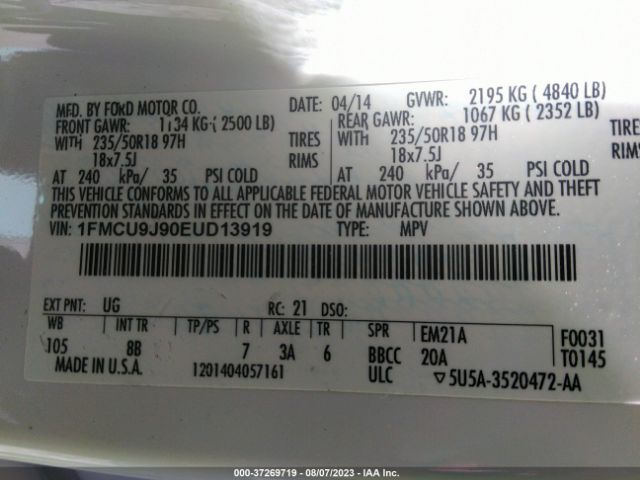 MFD. BY FORD MOTOR CO. DATE: 04/14 GVWR: 2195 KG ( 4840 LB)
FRONT GAWR: 1134 KG ( 2500 LB) REAR GAWR: 1067 KG ( 2352 LB)
WITH 235/50R18 97H TIRES WITH 235/50R18 97H TIRES
18x7.5J RIMS 18x7.5J RIMS
AT 240 kPa/ 35 PSI COLD AT 240 kPa/ 35 PSI COLD
THIS VEHICLE CONFORMS TO ALL APPLICABLE FEDERAL MOTOR VEHICLE SAFETY AND THEFT
PREVENTION STANDARDS IN EFFECT ON THE DATE OF MANUFACTURE SHOWN ABOVE.
VIN: 1FMCU9J90EUD13919 TYPE: MPV
EXT PNT: UG RC: 21 DSO:
WB INT TR TP/PS R AXLE TR SPR EM21A F0031
105 8B 7 3A 6 BBCC 20A T0145
MADE IN U.S.A. 1201404057161 ULC ▽5U5A-3520472-AA
000-37269719 - 08/07/2023 - IAA Inc.